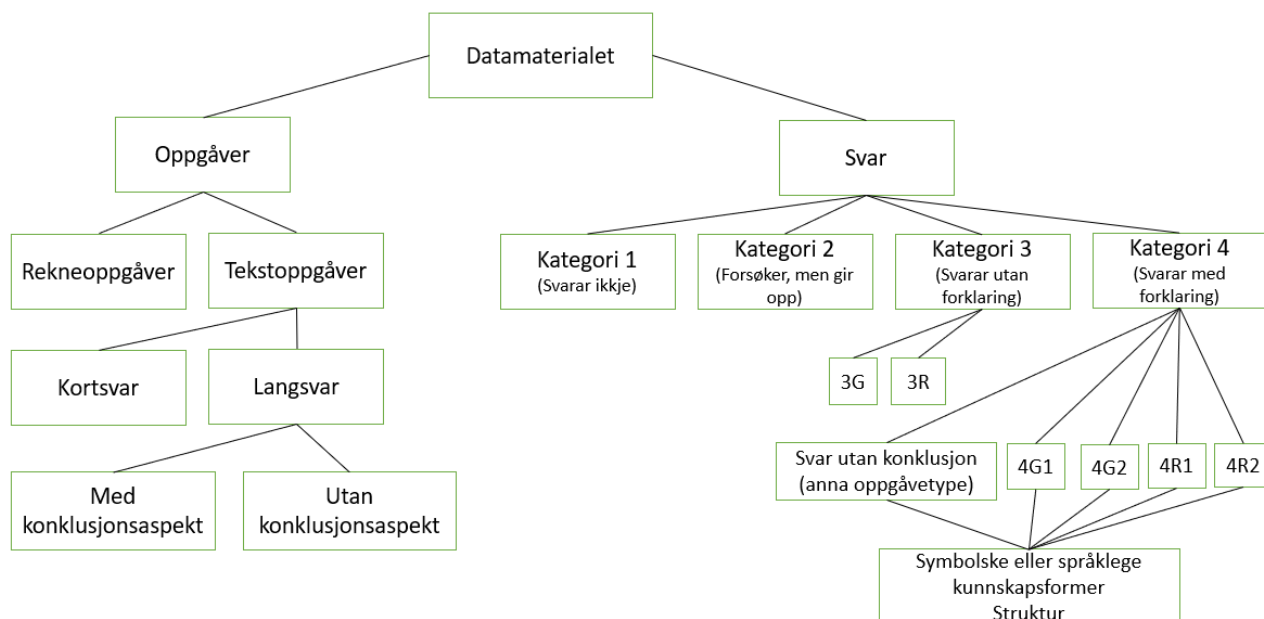 Datamaterialet
Oppgåver
Svar
Rekneoppgåver
Tekstoppgåver
Kategori 1
(Svarar ikkje)
Kategori 2
(Forsøker, men gir
opp)
Kategori 3
(Svarar utan
forklaring)
Kategori 4
(Svarar med
forklaring)
Kortsvar
Langsvar
3G
3R
Med
konklusjonsaspekt
Utan
konklusjonsaspekt
Svar utan konklusjon
(anna oppgåvetype)
4G1
4G2
4R1
4R2
Symbolske eller språklege
kunnskapsformer
Struktur